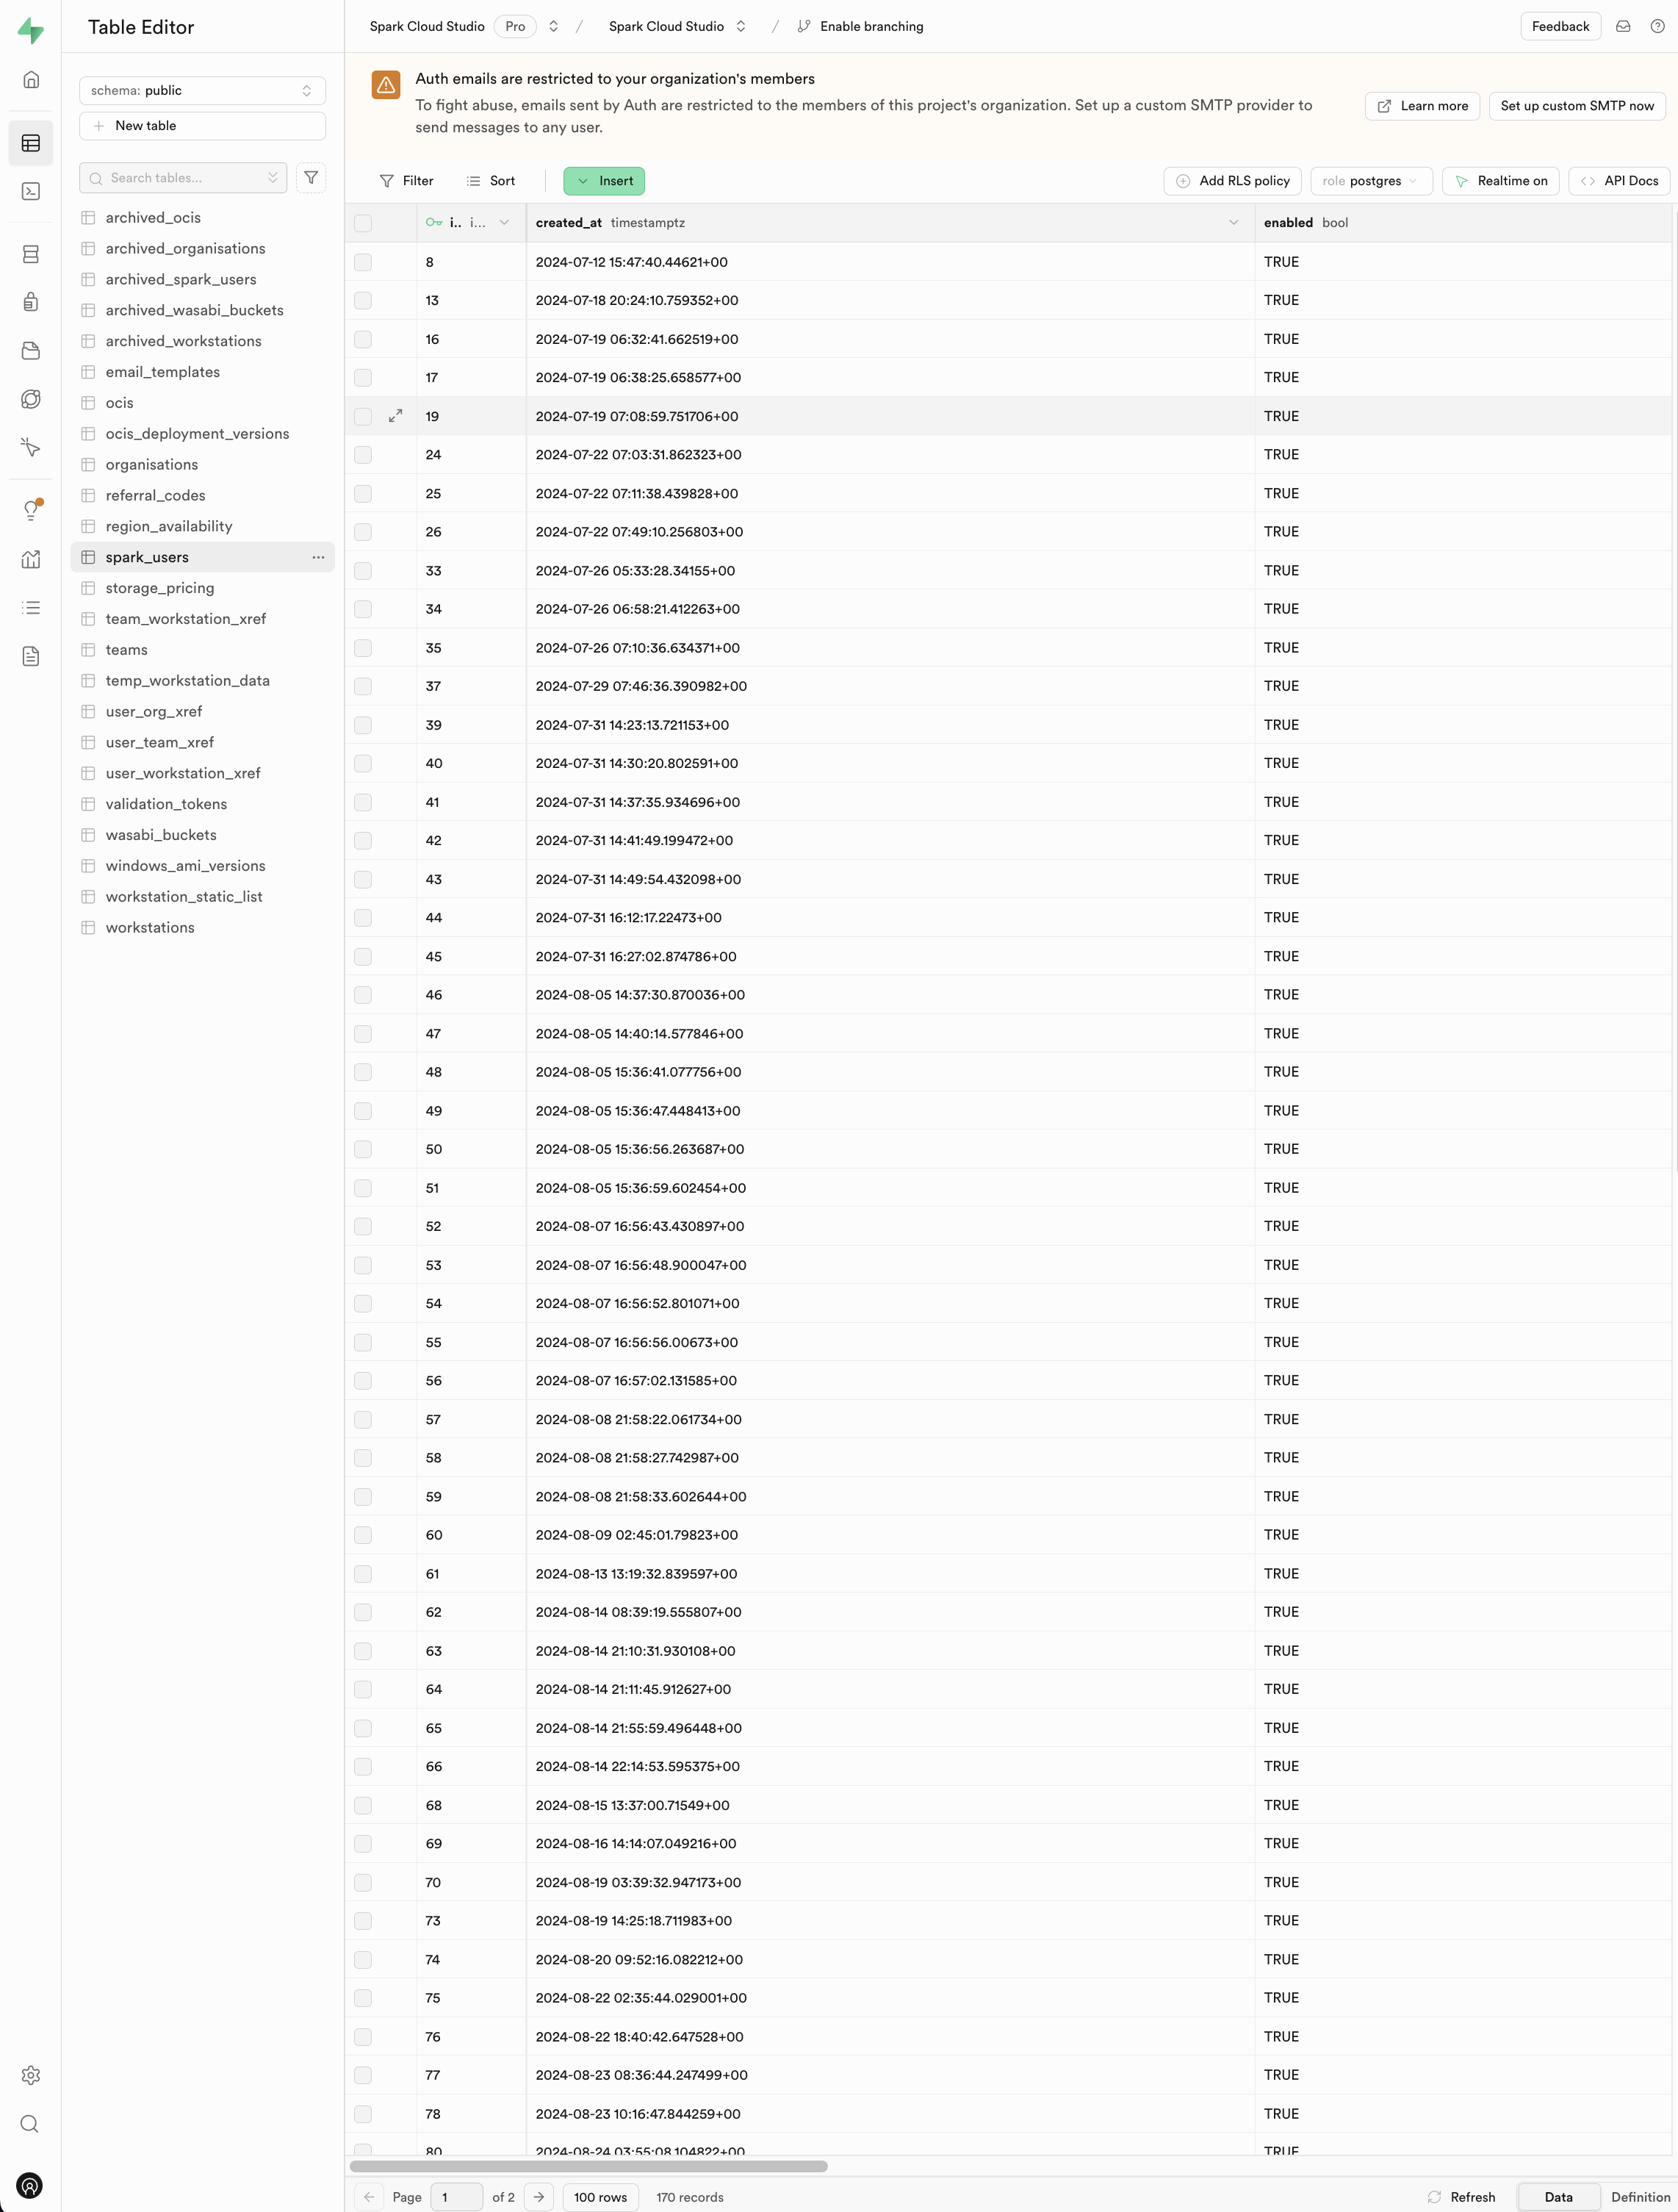 Table Editor
Spark Cloud Studio Pro / Spark Cloud Studio / Enable branching
Feedback
schema: public
New table
Search tables...
archived_ocis
archived_organisations
archived_spark_users
archived_wasabi_buckets
archived_workstations
email_templates
ocis
ocis_deployment_versions
organisations
referral_codes
region_availability
spark_users
storage_pricing
team_workstation_xref
teams
temp_workstation_data
user_org_xref
user_team_xref
user_workstation_xref
validation_tokens
wasabi_buckets
windows_ami_versions
workstation_static_list
workstations
Auth emails are restricted to your organization's members
To fight abuse, emails sent by Auth are restricted to the members of this project's organization. Set up a custom SMTP provider to
send messages to any user.
Learn more
Set up custom SMTP now
Filter Sort Insert Add RLS policy role postgres Realtime on API Docs
i.. i... created_at timestamptz enabled bool
8 2024-07-12 15:47:40.44621+00 TRUE
13 2024-07-18 20:24:10.759352+00 TRUE
16 2024-07-19 06:32:41.662519+00 TRUE
17 2024-07-19 06:38:25.658577+00 TRUE
19 2024-07-19 07:08:59.751706+00 TRUE
24 2024-07-22 07:03:31.862323+00 TRUE
25 2024-07-22 07:11:38.439828+00 TRUE
26 2024-07-22 07:49:10.256803+00 TRUE
33 2024-07-26 05:33:28.34155+00 TRUE
34 2024-07-26 06:58:21.412263+00 TRUE
35 2024-07-26 07:10:36.634371+00 TRUE
37 2024-07-29 07:46:36.390982+00 TRUE
39 2024-07-31 14:23:13.721153+00 TRUE
40 2024-07-31 14:30:20.802591+00 TRUE
41 2024-07-31 14:37:35.934696+00 TRUE
42 2024-07-31 14:41:49.199472+00 TRUE
43 2024-07-31 14:49:54.432098+00 TRUE
44 2024-07-31 16:12:17.22473+00 TRUE
45 2024-07-31 16:27:02.874786+00 TRUE
46 2024-08-05 14:37:30.870036+00 TRUE
47 2024-08-05 14:40:14.577846+00 TRUE
48 2024-08-05 15:36:41.077756+00 TRUE
49 2024-08-05 15:36:47.448413+00 TRUE
50 2024-08-05 15:36:56.263687+00 TRUE
51 2024-08-05 15:36:59.602454+00 TRUE
52 2024-08-07 16:56:43.430897+00 TRUE
53 2024-08-07 16:56:48.900047+00 TRUE
54 2024-08-07 16:56:52.801071+00 TRUE
55 2024-08-07 16:56:56.00673+00 TRUE
56 2024-08-07 16:57:02.131585+00 TRUE
57 2024-08-08 21:58:22.061734+00 TRUE
58 2024-08-08 21:58:27.742987+00 TRUE
59 2024-08-08 21:58:33.602644+00 TRUE
60 2024-08-09 02:45:01.79823+00 TRUE
61 2024-08-13 13:19:32.839597+00 TRUE
62 2024-08-14 08:39:19.555807+00 TRUE
63 2024-08-14 21:10:31.930108+00 TRUE
64 2024-08-14 21:11:45.912627+00 TRUE
65 2024-08-14 21:55:59.496448+00 TRUE
66 2024-08-14 22:14:53.595375+00 TRUE
68 2024-08-15 13:37:00.71549+00 TRUE
69 2024-08-16 14:14:07.049216+00 TRUE
70 2024-08-19 03:39:32.947173+00 TRUE
73 2024-08-19 14:25:18.711983+00 TRUE
74 2024-08-20 09:52:16.082212+00 TRUE
75 2024-08-22 02:35:44.029001+00 TRUE
76 2024-08-22 18:40:42.647528+00 TRUE
77 2024-08-23 08:36:44.247499+00 TRUE
78 2024-08-23 10:16:47.844259+00 TRUE
80 2024-08-24 03:55:08.104822+00 TRUE
Page 1 of 2 100 rows 170 records Refresh Data Definition